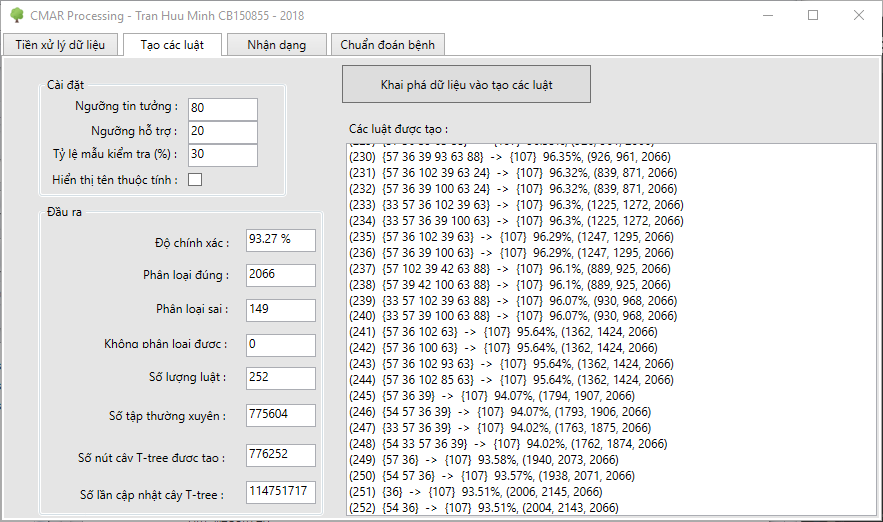 CMAR Processing - Tran Huu Minh CB150855 - 2018
Tiền xử lý dữ liệu
Tạo các luật
Nhận dạng
Chuẩn đoán bệnh
Cài đặt
Ngưỡng tin tưởng : 80
Ngưỡng hỗ trợ : 20
Tỷ lệ mẫu kiểm tra (%) : 30
Hiển thị tên thuộc tính :
Đầu ra
Độ chính xác : 93.27 %
Phân loại đúng : 2066
Phân loại sai : 149
Không phân loại được : 0
Số lượng luật : 252
Số tập thường xuyên : 775604
Số nút cây T-tree được tạo : 776252
Số lần cập nhật cây T-tree : 114751717
Khai phá dữ liệu vào tạo các luật
Các luật được tạo :
(230) {57 36 39 93 63 88} -> {107} 96.35%, (926, 961, 2066)
(231) {57 36 102 39 63 24} -> {107} 96.32%, (839, 871, 2066)
(232) {57 36 39 100 63 24} -> {107} 96.32%, (839, 871, 2066)
(233) {33 57 36 102 39 63} -> {107} 96.3%, (1225, 1272, 2066)
(234) {33 57 36 39 100 63} -> {107} 96.3%, (1225, 1272, 2066)
(235) {57 36 102 39 63} -> {107} 96.29%, (1247, 1295, 2066)
(236) {57 36 39 100 63} -> {107} 96.29%, (1247, 1295, 2066)
(237) {57 102 39 42 63 88} -> {107} 96.1%, (889, 925, 2066)
(238) {57 39 42 100 63 88} -> {107} 96.1%, (889, 925, 2066)
(239) {33 57 102 39 63 88} -> {107} 96.07%, (930, 968, 2066)
(240) {33 57 39 100 63 88} -> {107} 96.07%, (930, 968, 2066)
(241) {57 36 102 63} -> {107} 95.64%, (1362, 1424, 2066)
(242) {57 36 100 63} -> {107} 95.64%, (1362, 1424, 2066)
(243) {57 36 102 93 63} -> {107} 95.64%, (1362, 1424, 2066)
(244) {57 36 102 85 63} -> {107} 95.64%, (1362, 1424, 2066)
(245) {57 36 39} -> {107} 94.07%, (1794, 1907, 2066)
(246) {54 57 36 39} -> {107} 94.07%, (1793, 1906, 2066)
(247) {33 57 36 39} -> {107} 94.02%, (1763, 1875, 2066)
(248) {54 33 57 36 39} -> {107} 94.02%, (1762, 1874, 2066)
(249) {57 36} -> {107} 93.58%, (1940, 2073, 2066)
(250) {54 57 36} -> {107} 93.57%, (1938, 2071, 2066)
(251) {36} -> {107} 93.51%, (2006, 2145, 2066)
(252) {54 36} -> {107} 93.51%, (2004, 2143, 2066)